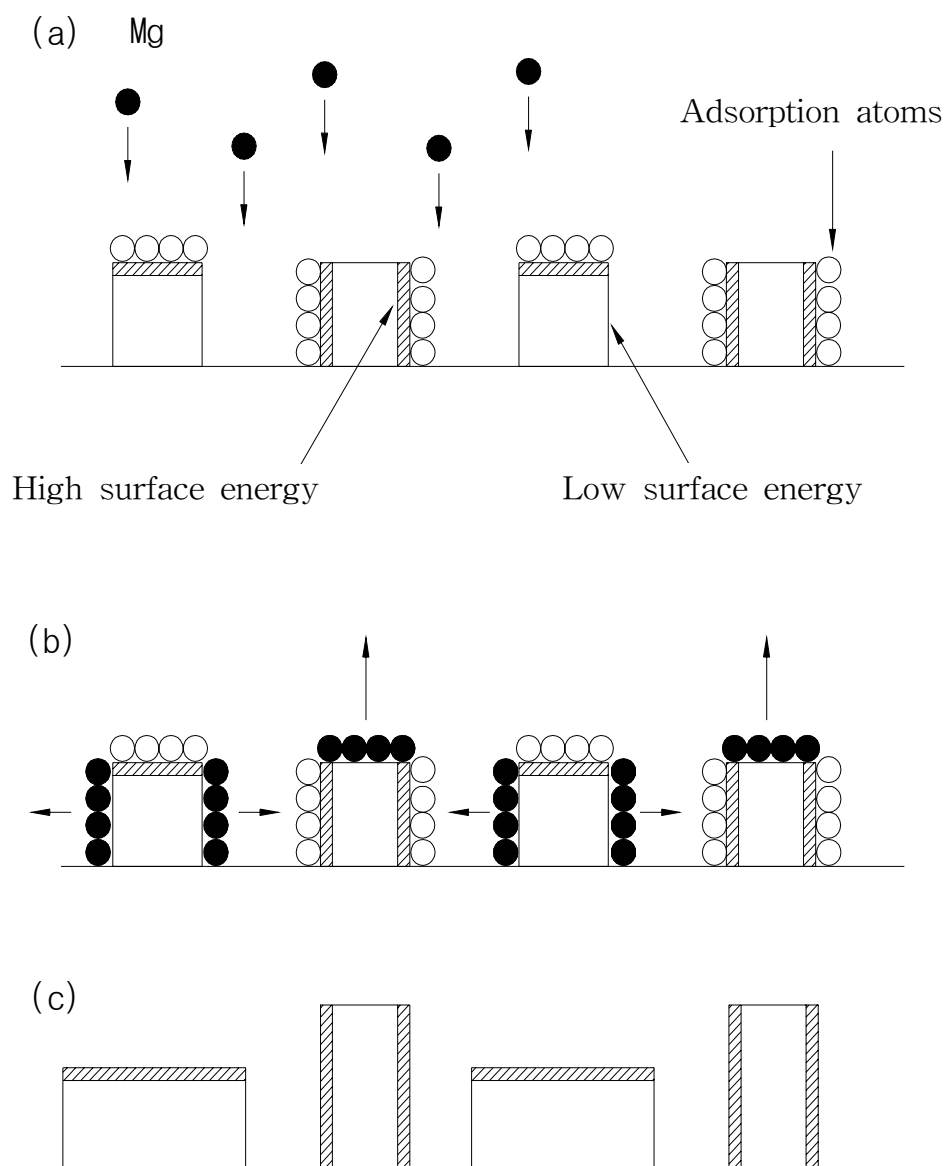 (a) Mg
Adsorption atoms
High surface energy
Low surface energy
(b)
(c)